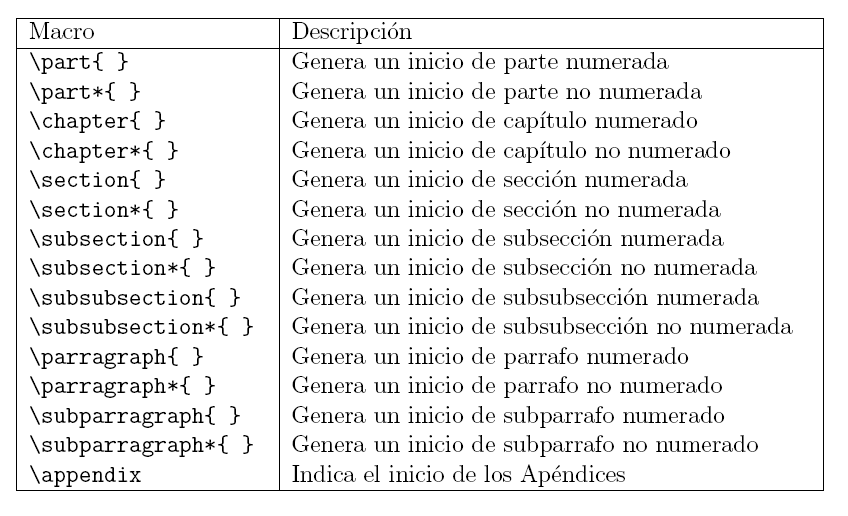 Macro Descripción
\part{ } Genera un inicio de parte numerada
\part*{ } Genera un inicio de parte no numerada
\chapter{ } Genera un inicio de capítulo numerado
\chapter*{ } Genera un inicio de capítulo no numerado
\section{ } Genera un inicio de sección numerada
\section*{ } Genera un inicio de sección no numerada
\subsection{ } Genera un inicio de subsección numerada
\subsection*{ } Genera un inicio de subsección no numerada
\subsubsection{ } Genera un inicio de subsubsección numerada
\subsubsection*{ } Genera un inicio de subsubsección no numerada
\parragraph{ } Genera un inicio de parrafo numerado
\parragraph*{ } Genera un inicio de parrafo no numerado
\subparragraph{ } Genera un inicio de subparrafo numerado
\subparragraph*{ } Genera un inicio de subparrafo no numerado
\appendix Indica el inicio de los Apéndices